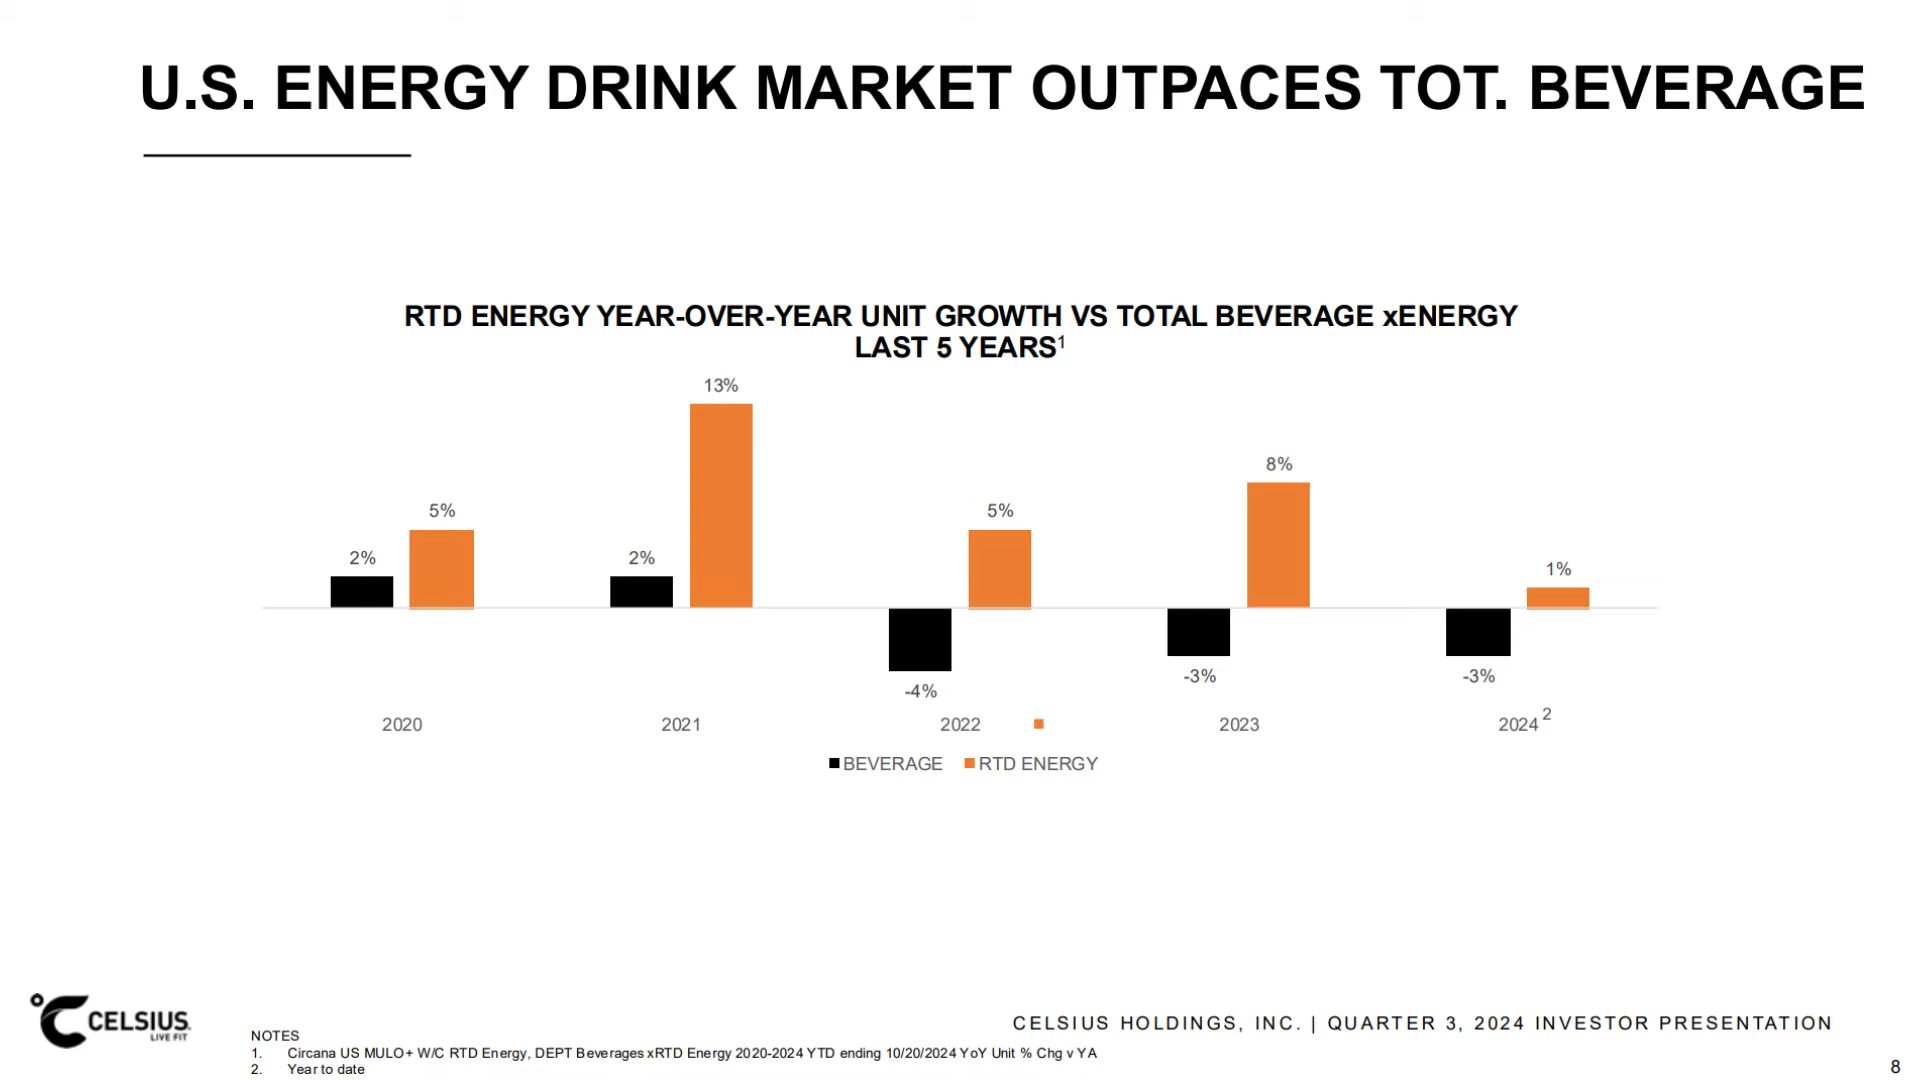 U.S. ENERGY DRINK MARKET OUTPACES TOT. BEVERAGE
RTD ENERGY YEAR-OVER-YEAR UNIT GROWTH VS TOTAL BEVERAGE xENERGY
LAST 5 YEARS¹
13%
8%
5%
5%
2%
2%
1%
-4%
-3%
-3%
2020
2021
2022
2023
2024 ²
BEVERAGE RTD ENERGY
CELSIUS
LIVE FIT
CELSIUS HOLDINGS, INC. | QUARTER 3, 2024 INVESTOR PRESENTATION
NOTES
1. Circana US MULO+ W/C RTD Energy, DEPT Beverages xRTD Energy 2020-2024 YTD ending 10/20/2024 YoY Unit % Chg v YA
2. Year to date
8